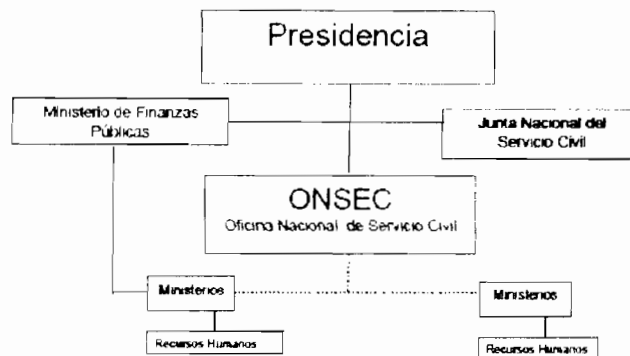 Presidencia
Ministerio de Finanzas
Públicas
Junta Nacional del
Servicio Civil
ONSEC
Oficina Nacional de Servicio Civil
Ministerios
Ministerios
Recursos Humanos
Recursos Humanos